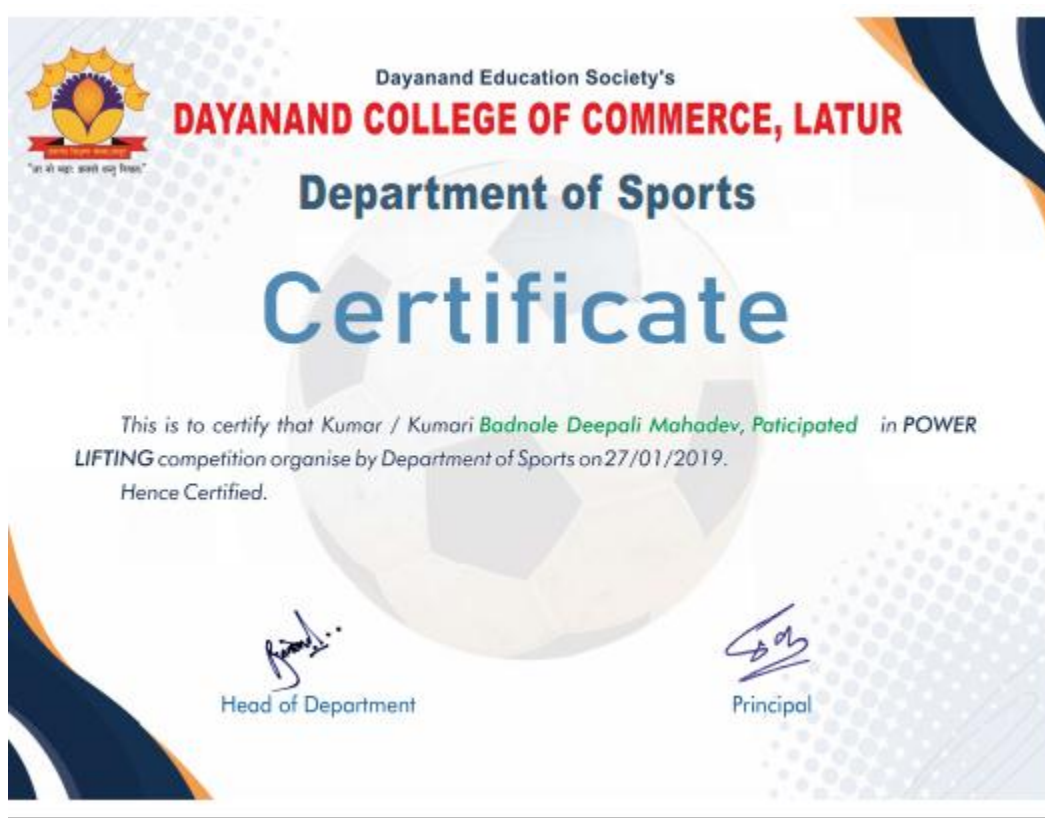 Dayanand Education Society's
DAYANAND COLLEGE OF COMMERCE, LATUR
Department of Sports
Certificate
This is to certify that Kumar / Kumari Badnale Deepali Mahadev, Paticipated in POWER
LIFTING competition organise by Department of Sports on 27/01/2019.
Hence Certified.
Head of Department
Principal